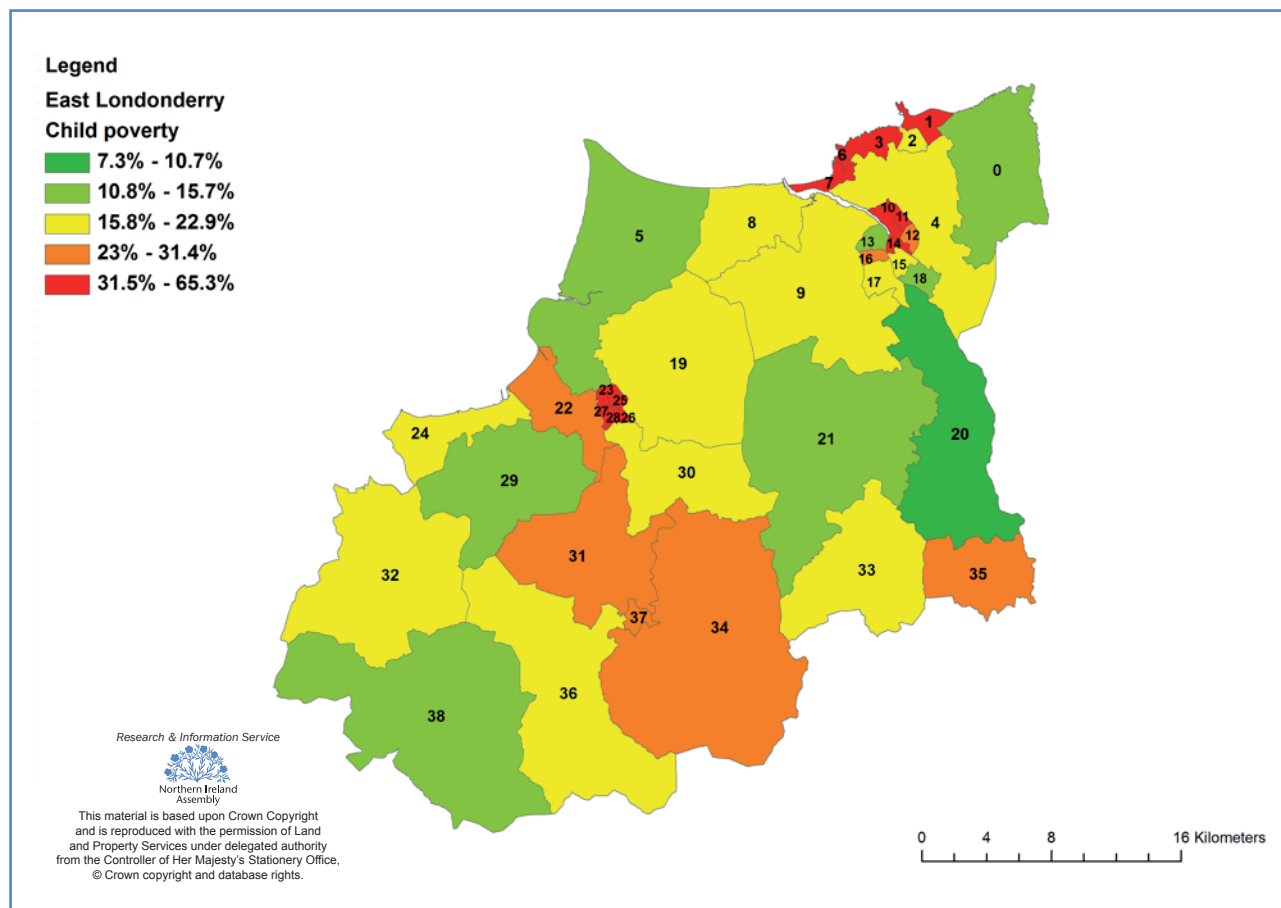 Legend
East Londonderry
Child poverty
7.3% - 10.7%
10.8% - 15.7%
15.8% - 22.9%
23% - 31.4%
31.5% - 65.3%
1
2
3
0
6
7
10
11
4
8
5
12
13
14
16
15
18
17
9
19
23
25
22
27
28
26
24
21
20
30
29
31
33
35
32
37
34
36
38
Research & Information Service
Northern Ireland
Assembly
This material is based upon Crown Copyright
and is reproduced with the permission of Land
and Property Services under delegated authority
from the Controller of Her Majesty's Stationery Office,
© Crown copyright and database rights.
0 4 8 16 Kilometers